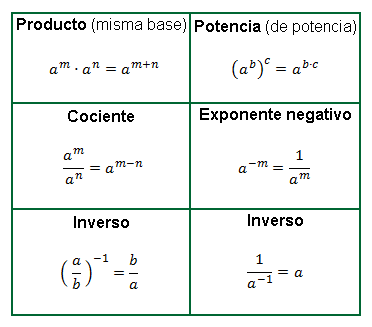 Producto (misma base)
a^m · a^n = a^{m+n}
Potencia (de potencia)
(a^b)^c = a^{b·c}
Cociente
a^m / a^n = a^{m−n}
Exponente negativo
a^{−m} = 1 / a^m
Inverso
(a / b)^{−1} = b / a
Inverso
1 / a^{−1} = a